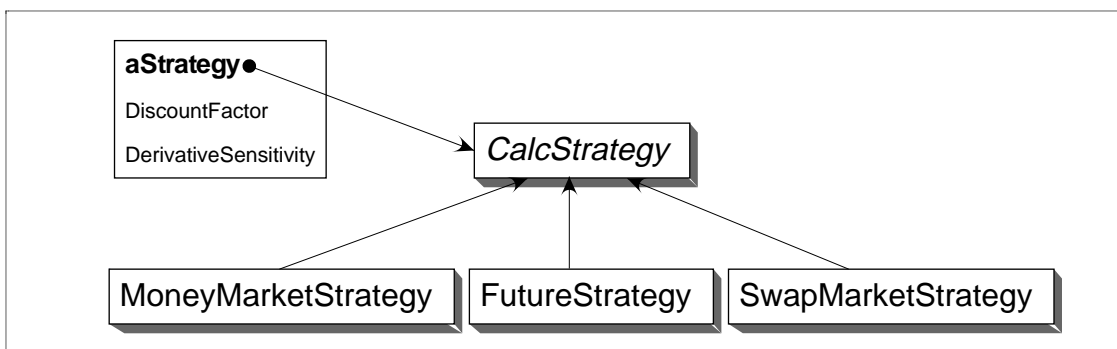 aStrategy
DiscountFactor
DerivativeSensitivity
CalcStrategy
MoneyMarketStrategy
FutureStrategy
SwapMarketStrategy